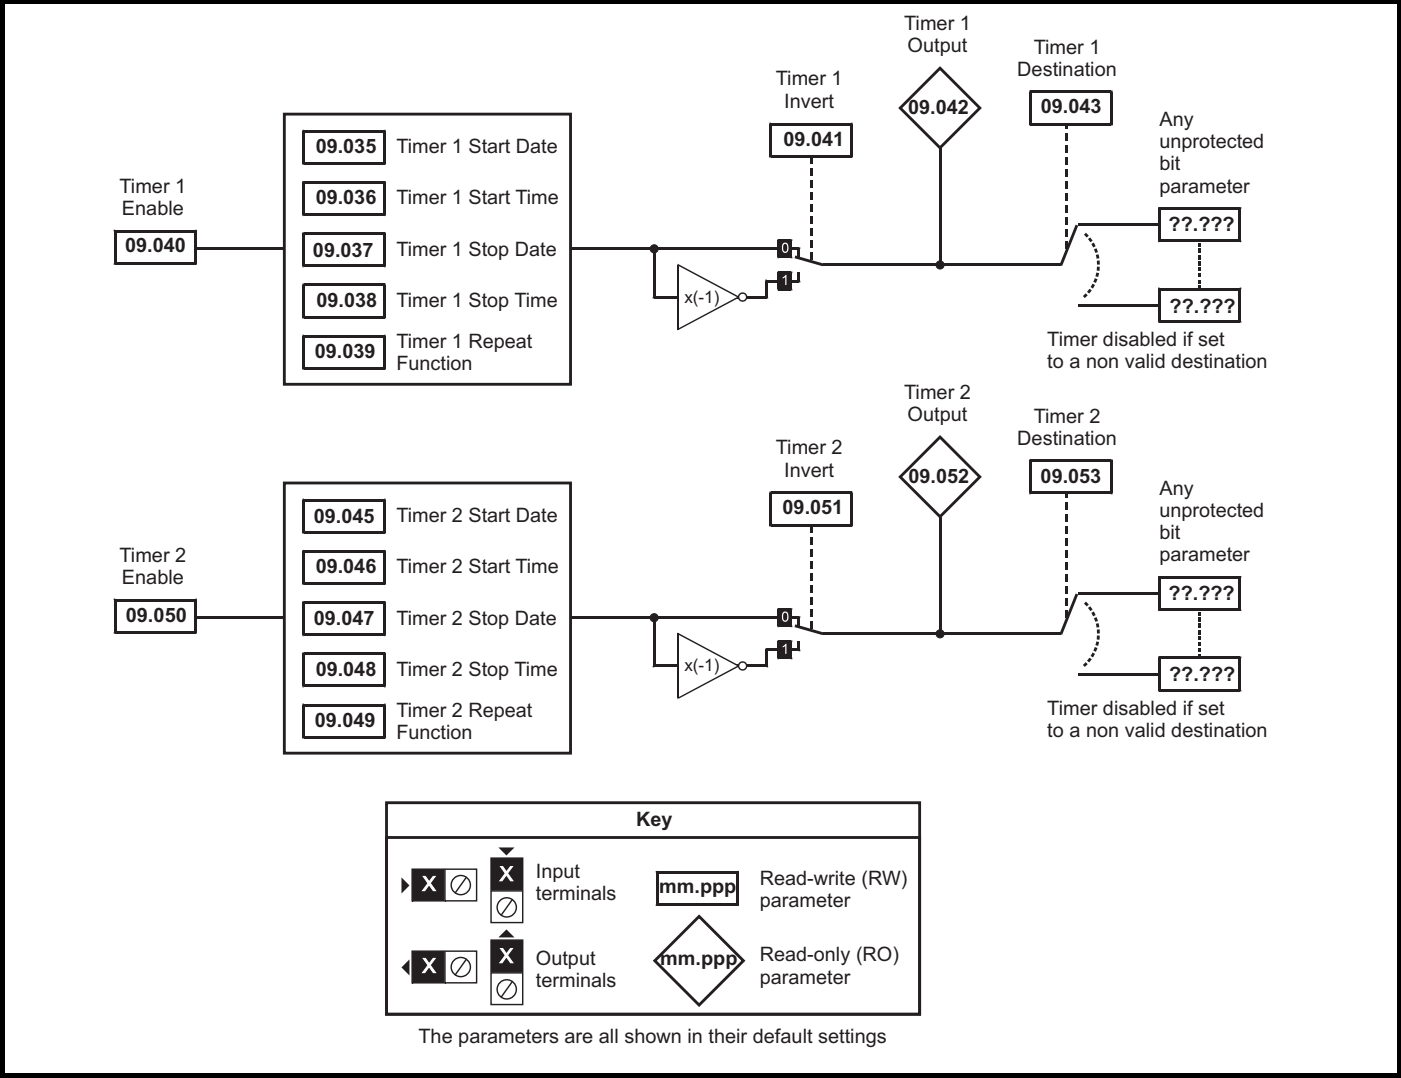 Timer 1
Output
Timer 1
Destination
Timer 1
Invert
09.042
09.043
Any
unprotected
bit
parameter
09.041
09.035 Timer 1 Start Date
Timer 1
Enable
09.036 Timer 1 Start Time
??.???
09.040
09.037 Timer 1 Stop Date
0
1
x(-1)
09.038 Timer 1 Stop Time
??.???
09.039 Timer 1 Repeat
Function
Timer disabled if set
to a non valid destination
Timer 2
Output
Timer 2
Destination
Timer 2
Invert
09.052
09.053
Any
unprotected
bit
parameter
09.051
09.045 Timer 2 Start Date
Timer 2
Enable
09.046 Timer 2 Start Time
??.???
09.050
09.047 Timer 2 Stop Date
0
1
x(-1)
09.048 Timer 2 Stop Time
??.???
09.049 Timer 2 Repeat
Function
Timer disabled if set
to a non valid destination
Key
X
X
Input
terminals
mm.ppp
Read-write (RW)
parameter
X
X
Output
terminals
mm.ppp
Read-only (RO)
parameter
The parameters are all shown in their default settings